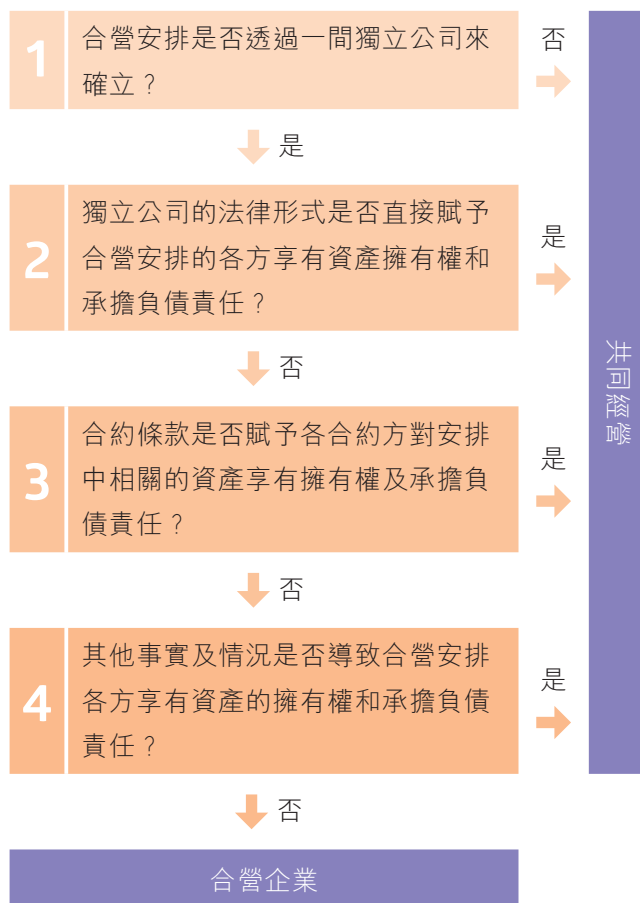 1
合營安排是否透過一間獨立公司來
確立？
否
是
2
獨立公司的法律形式是否直接賦予
合營安排的各方享有資產擁有權和
承擔負債責任？
是
否
3
合約條款是否賦予各合約方對安排
中相關的資產享有擁有權及承擔負
債責任？
是
否
4
其他事實及情況是否導致合營安排
各方享有資產的擁有權和承擔負債
責任？
是
否
共同經營
合營企業